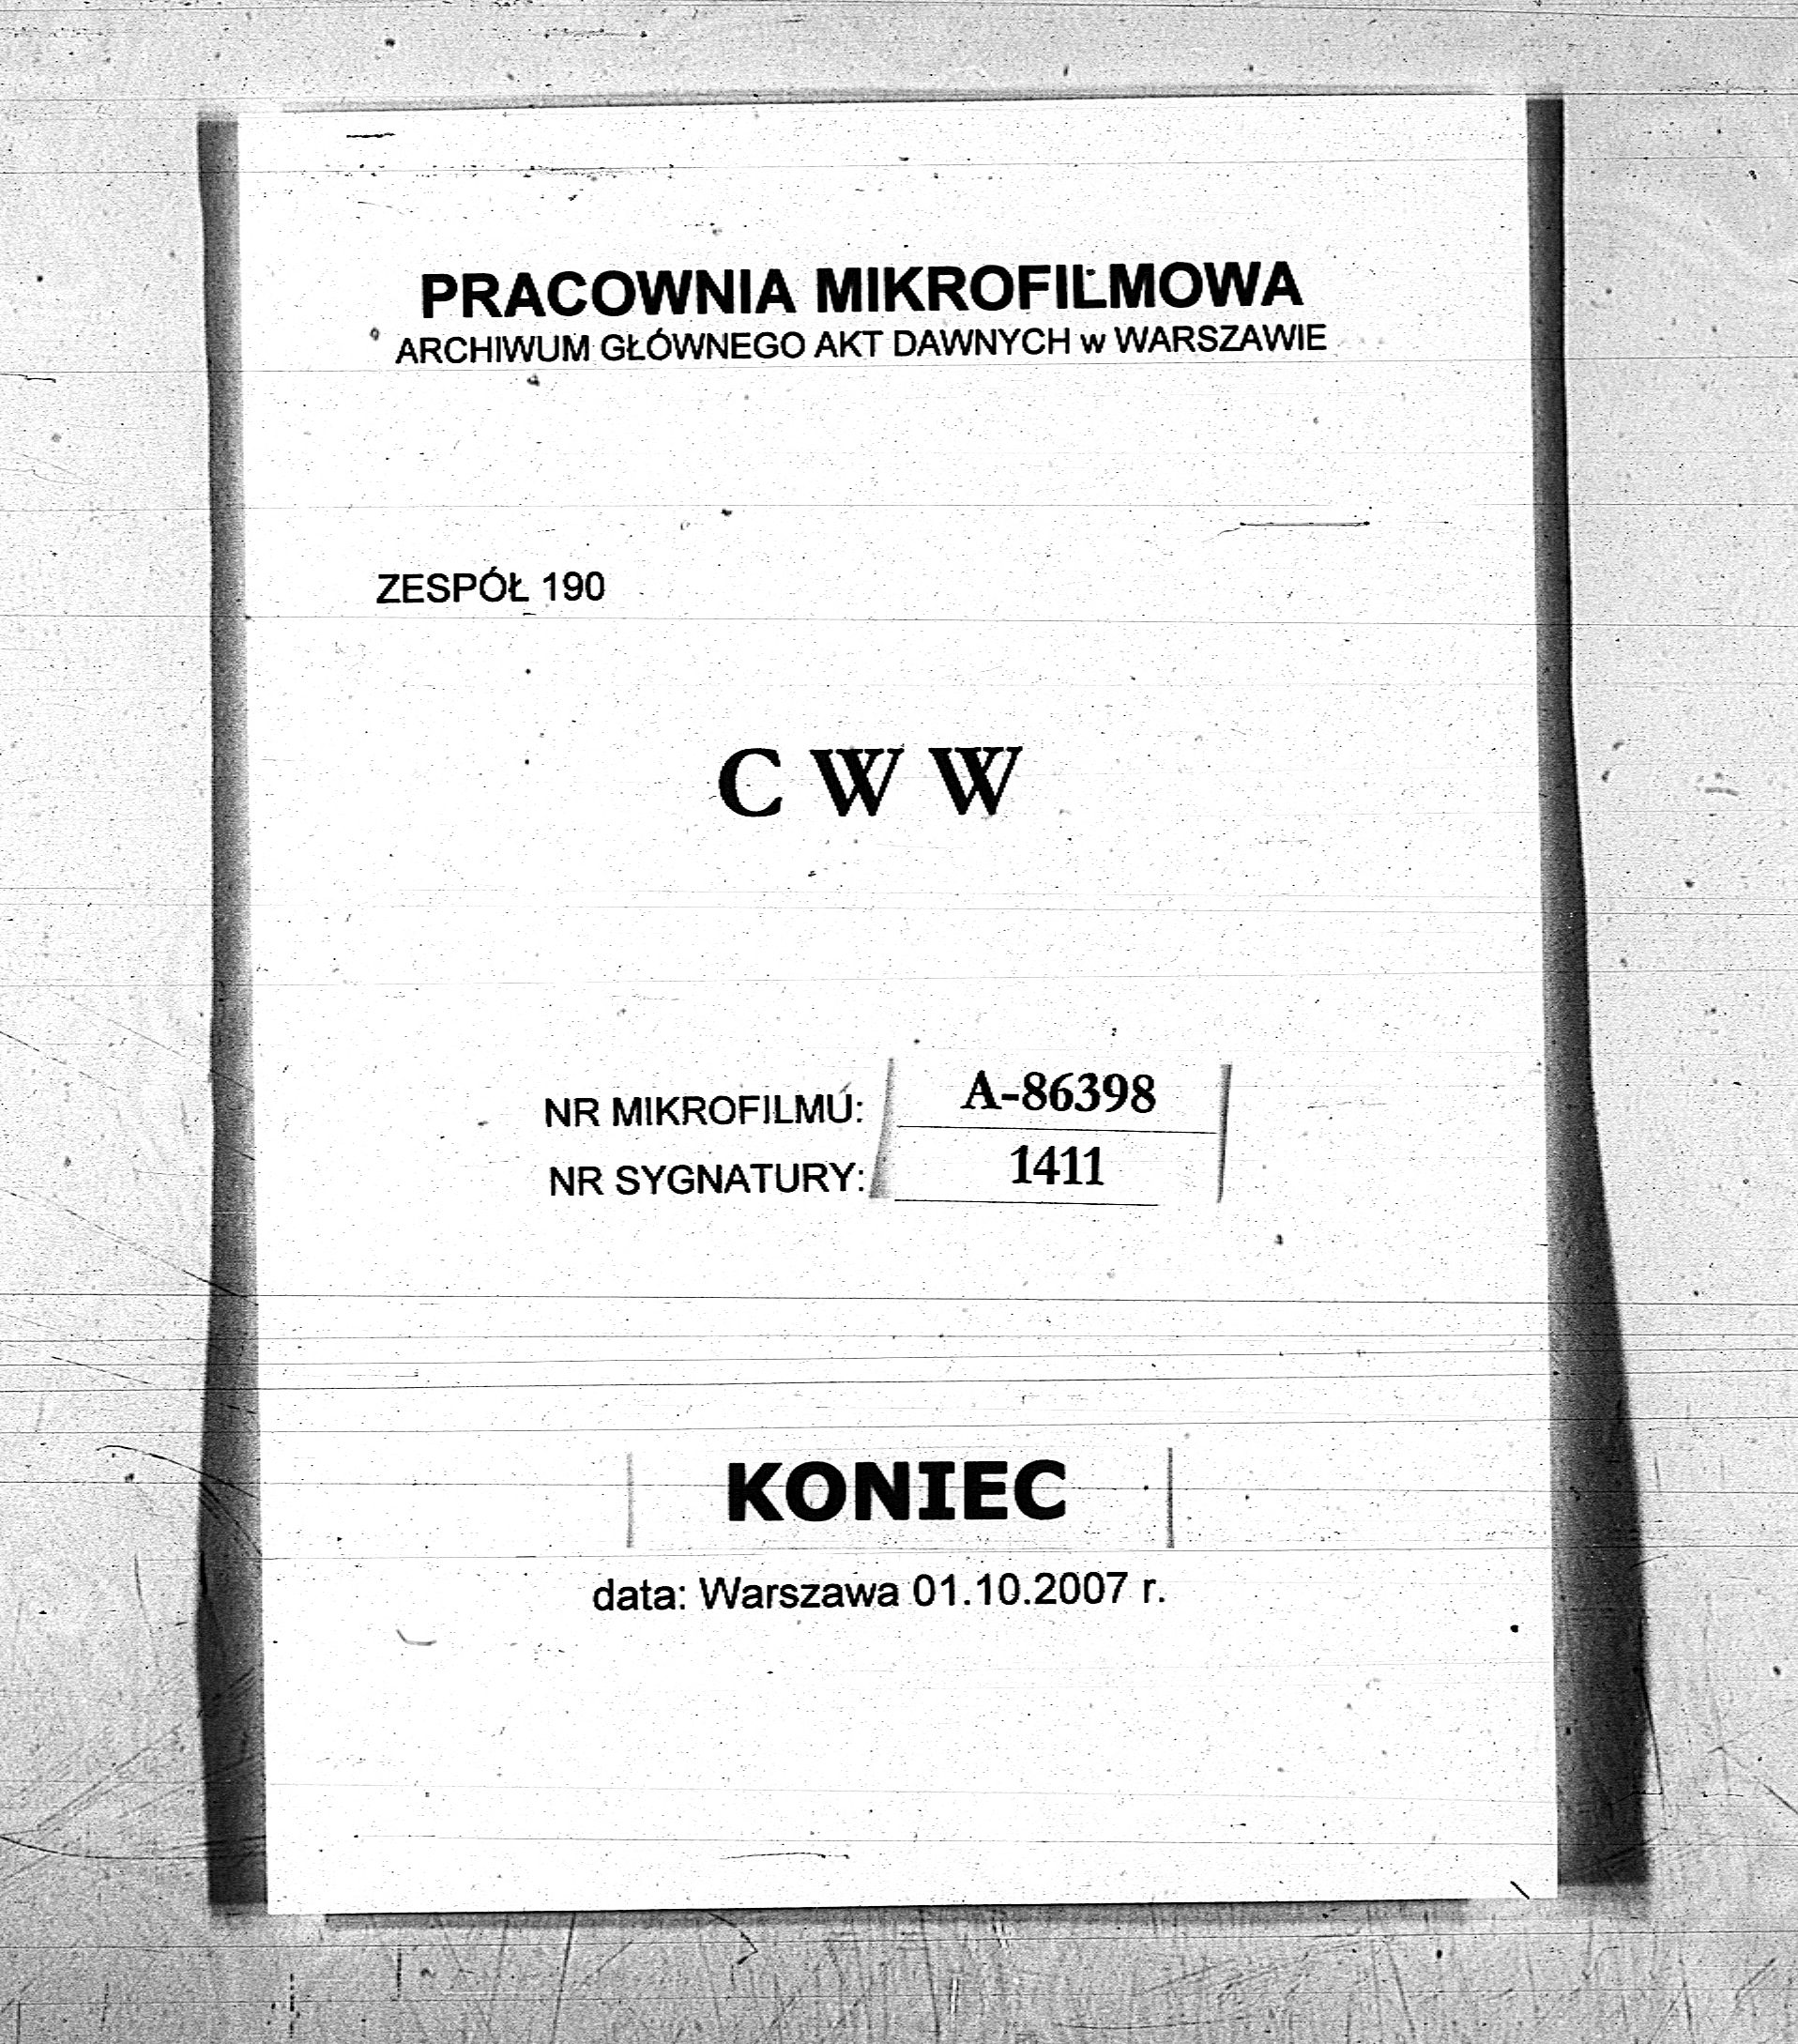 PRACOWNIA MIKROFILMOWA
ARCHIWUM GŁÓWNEGO AKT DAWNYCH w WARSZAWIE
ZESPÓŁ 190
C W W
NR MIKROFILMU: A-86398
NR SYGNATURY: 1411
KONIEC
data: Warszawa 01.10.2007 r.